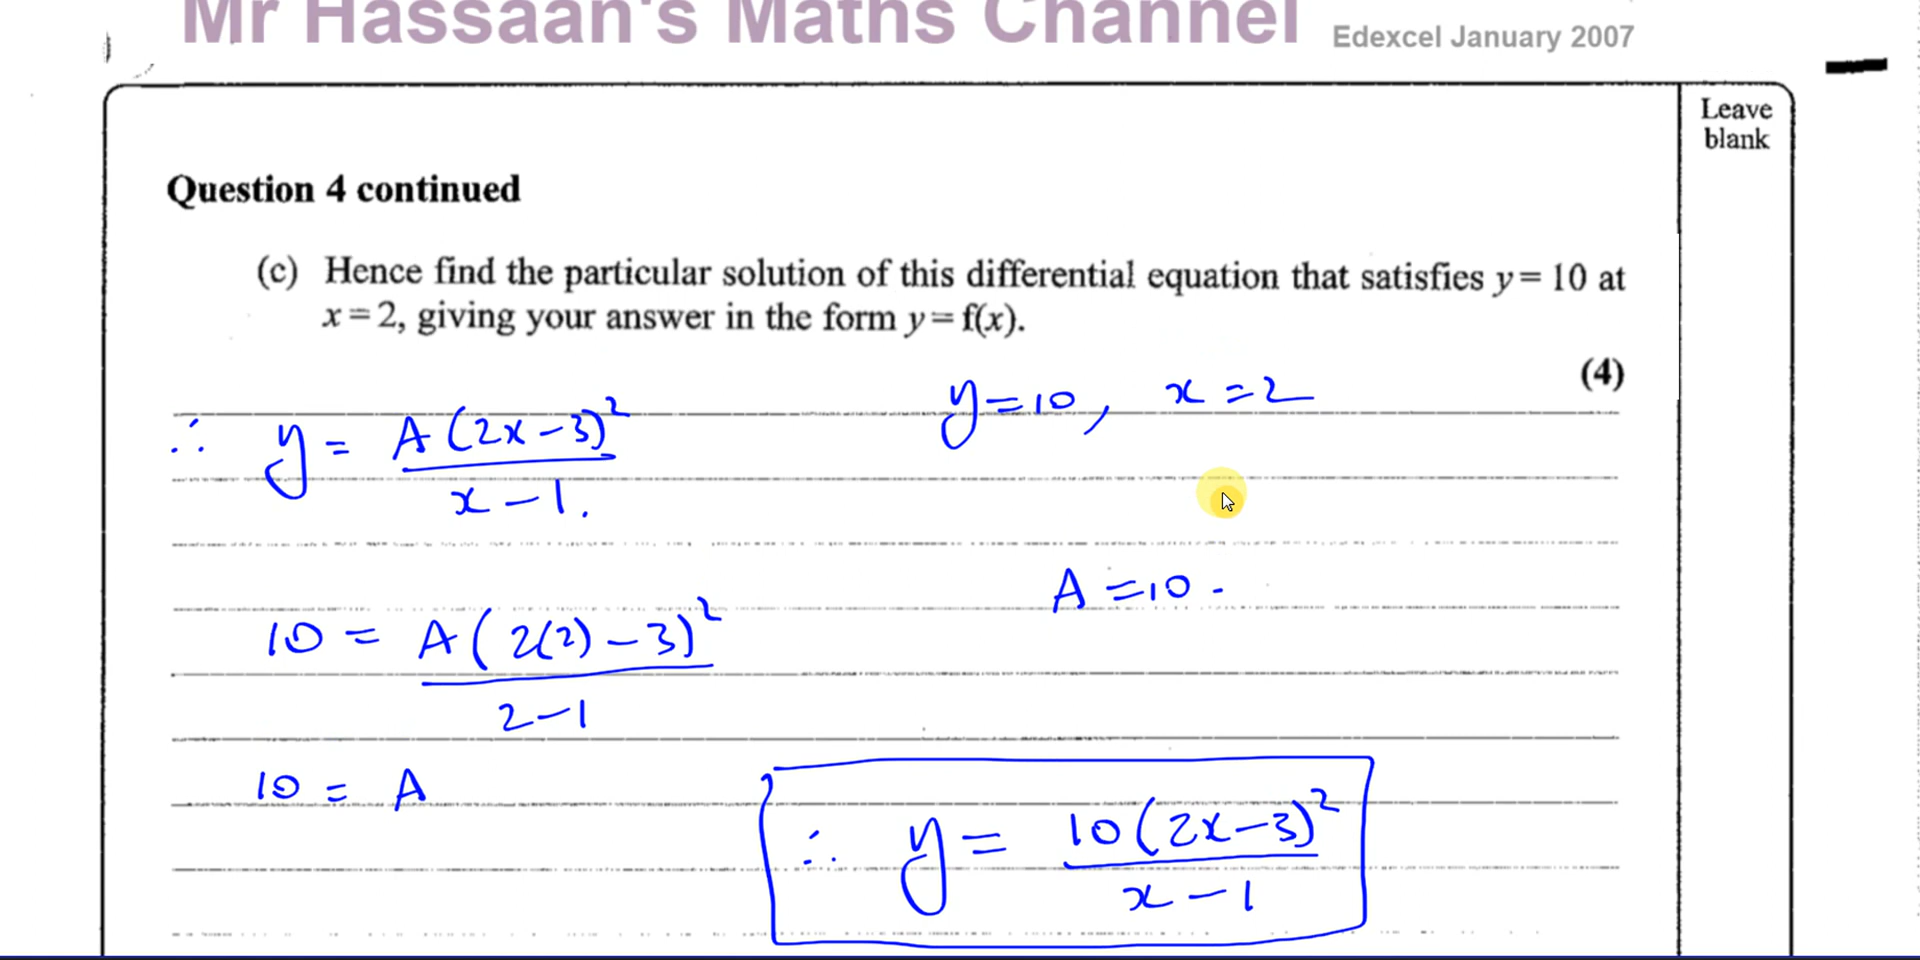 Mr Hassaan's Maths Channel Edexcel January 2007
Leave
blank
Question 4 continued
(c) Hence find the particular solution of this differential equation that satisfies y = 10 at
x = 2, giving your answer in the form y = f(x).
(4)
∴ y = A(2x-3)²
x-1.
y=10, x=2
A=10.
10 = A(2(2)-3)²
2-1
10 = A
∴ y = 10(2x-3)²
x-1